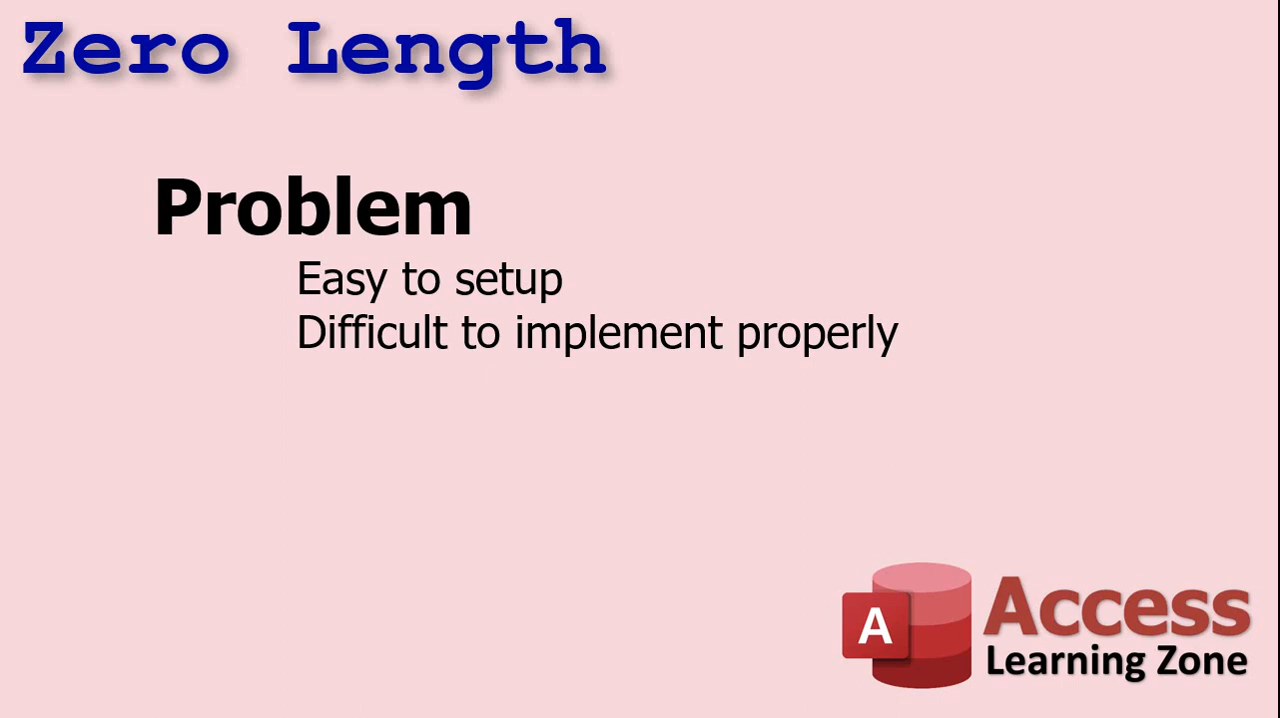 Zero Length
Problem
Easy to setup
Difficult to implement properly
A
Access
Learning Zone